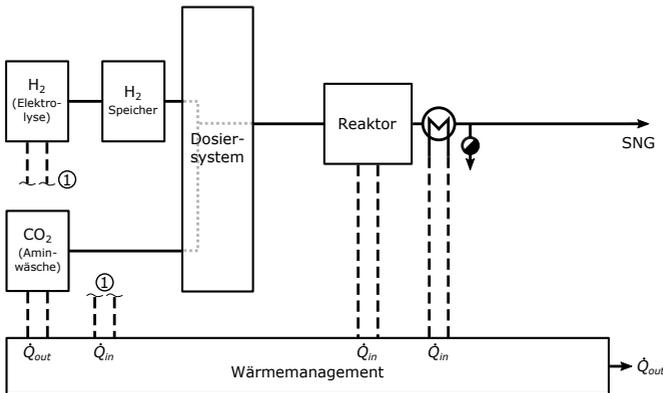 H₂
(Elektro-
lyse)
H₂
Speicher
Dosier-
system
Reaktor
SNG
①
CO₂
(Amin-
wäsche)
①
Q̇out
Q̇in
Q̇in
Q̇in
Wärmemanagement
Q̇out